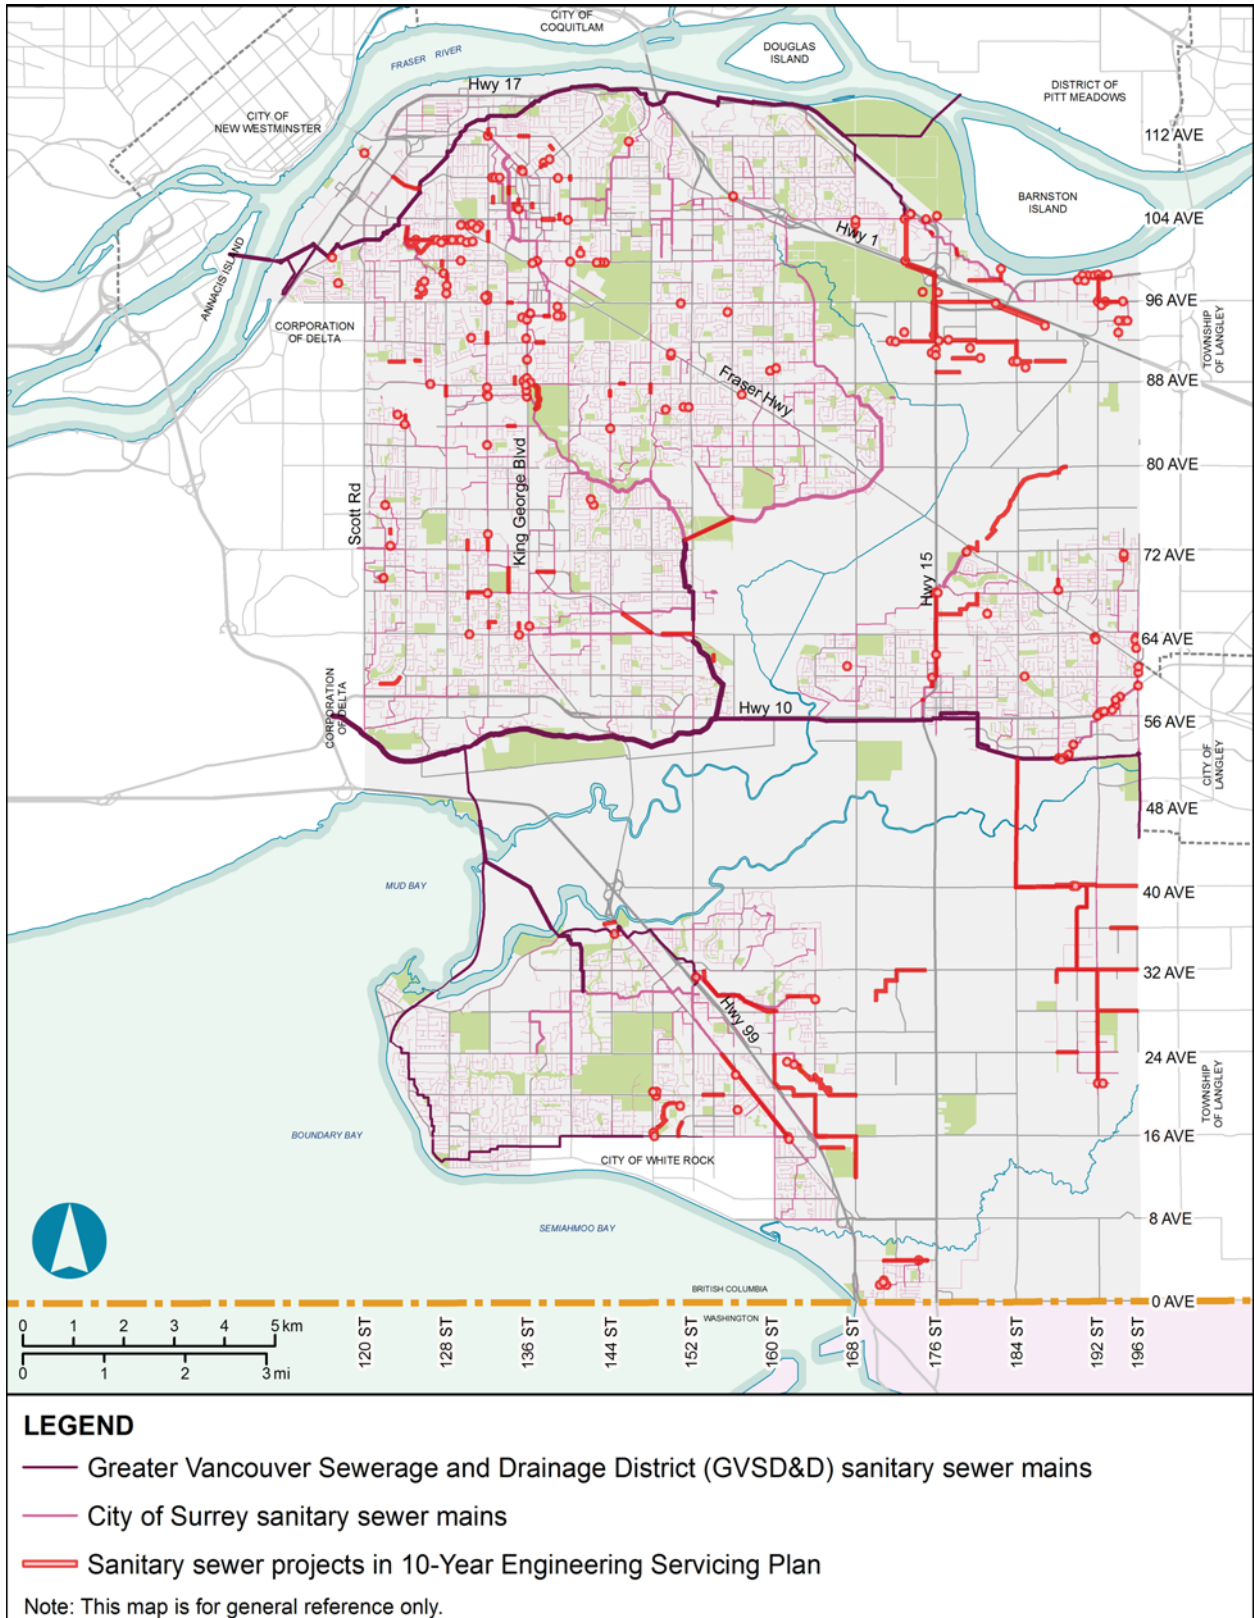 CITY OF
COQUITLAM
FRASER RIVER
DOUGLAS
ISLAND
Hwy 17
DISTRICT OF
PITT MEADOWS
CITY OF
NEW WESTMINSTER
112 AVE
BARNSTON
ISLAND
104 AVE
Hwy 1
ANNACIS ISLAND
96 AVE
CORPORATION
OF DELTA
TOWNSHIP
OF LANGLEY
88 AVE
Fraser Hwy
80 AVE
King George Blvd
Scott Rd
72 AVE
Hwy 15
64 AVE
CORPORATION
OF DELTA
Hwy 10
56 AVE
CITY OF
LANGLEY
48 AVE
MUD BAY
40 AVE
32 AVE
Hwy 99
24 AVE
TOWNSHIP
OF LANGLEY
BOUNDARY BAY
16 AVE
CITY OF WHITE ROCK
8 AVE
SEMIAHMOO BAY
BRITISH COLUMBIA
0 AVE
WASHINGTON
0 1 2 3 4 5 km
0 1 2 3 mi
120 ST
128 ST
136 ST
144 ST
152 ST
160 ST
168 ST
176 ST
184 ST
192 ST
196 ST
LEGEND
Greater Vancouver Sewerage and Drainage District (GVSD&D) sanitary sewer mains
City of Surrey sanitary sewer mains
Sanitary sewer projects in 10-Year Engineering Servicing Plan
Note: This map is for general reference only.